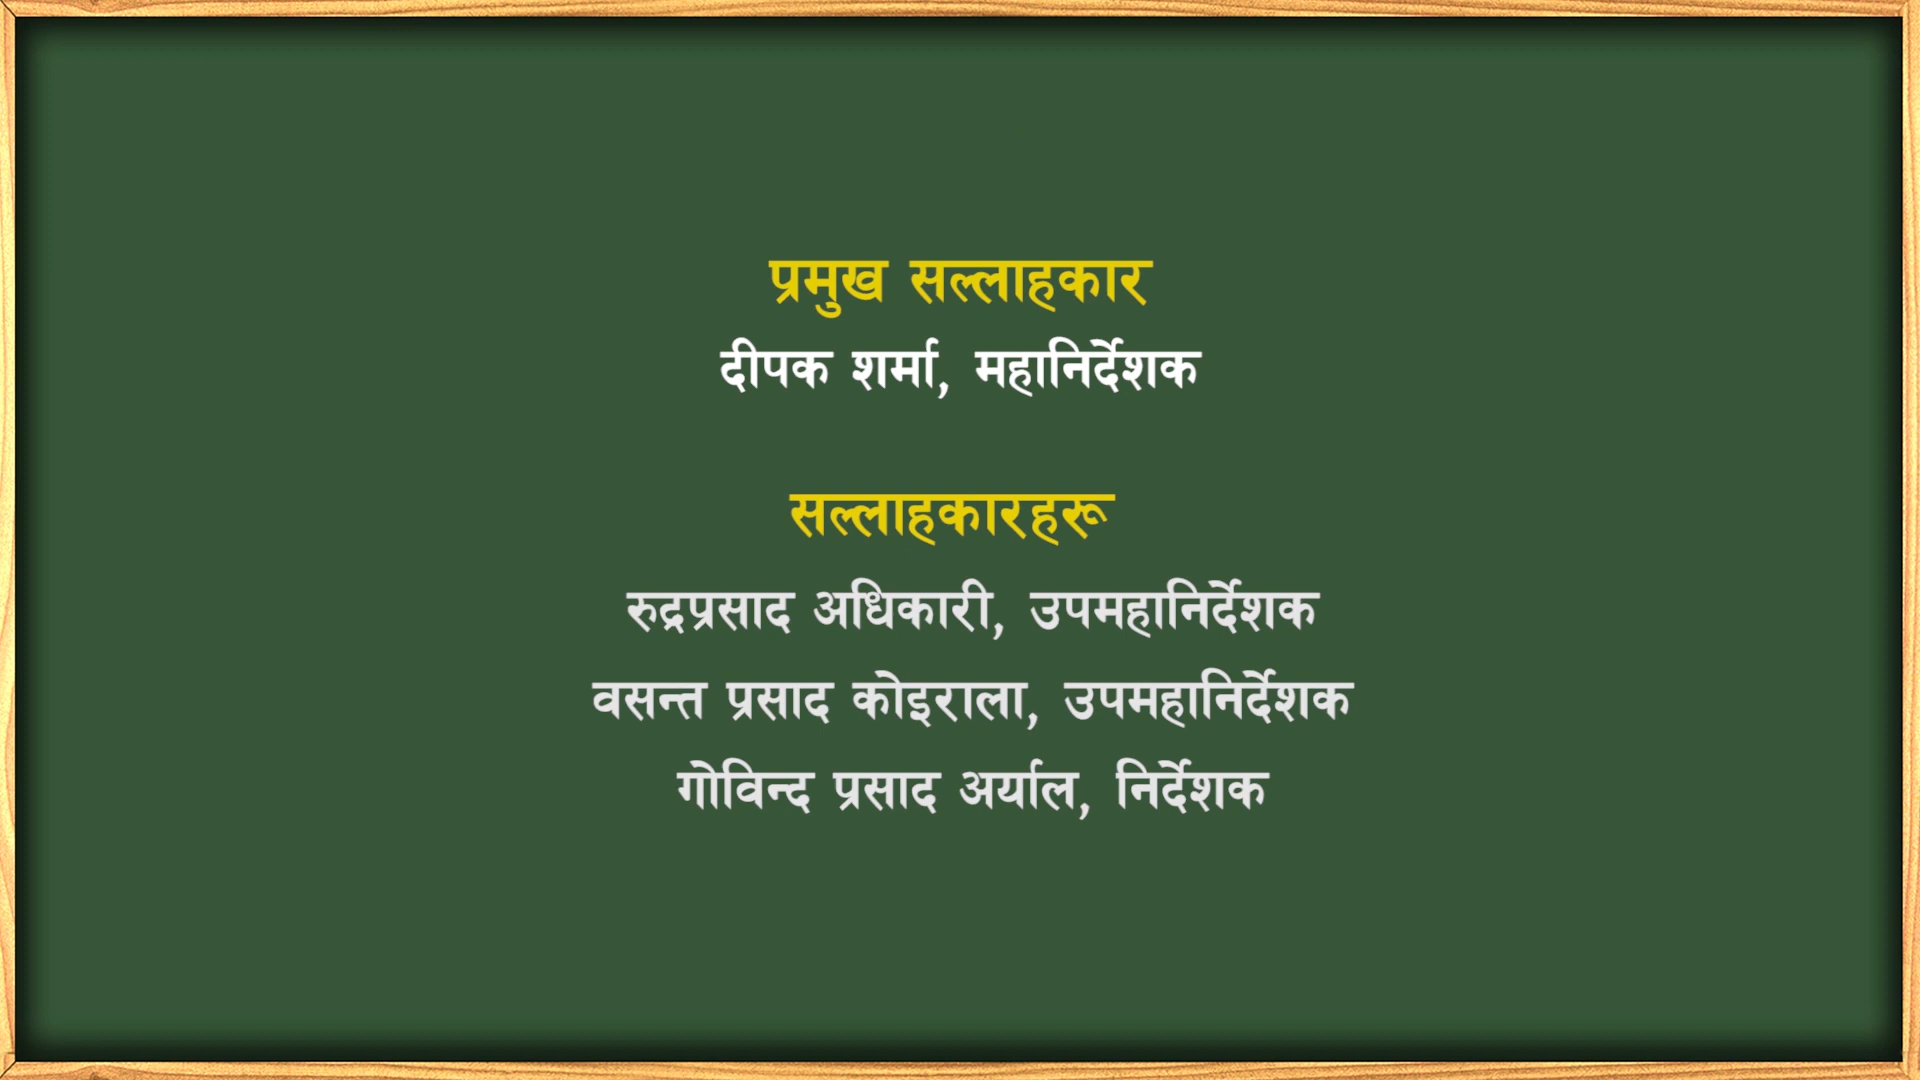 प्रमुख सल्लाहकार
दीपक शर्मा, महानिर्देशक
सल्लाहकारहरू
रुद्रप्रसाद अधिकारी, उपमहानिर्देशक
वसन्त प्रसाद कोइराला, उपमहानिर्देशक
गोविन्द प्रसाद अर्याल, निर्देशक